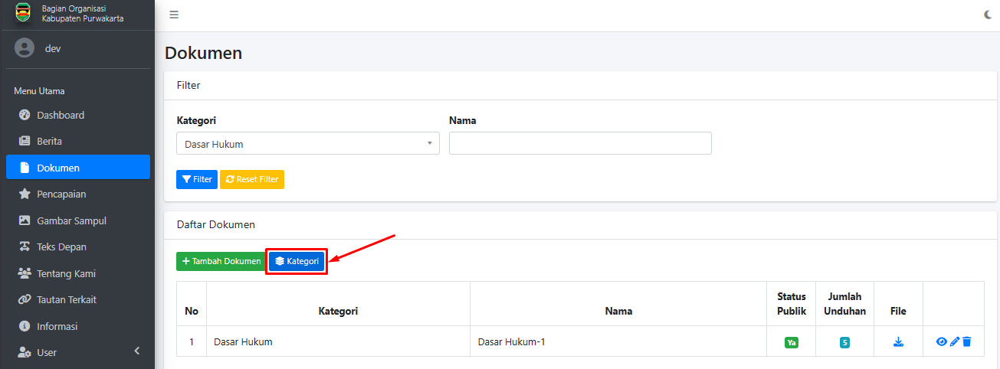 Bagian Organisasi
Kabupaten Purwakarta
dev
Menu Utama
Dashboard
Berita
Dokumen
Pencapaian
Gambar Sampul
Teks Depan
Tentang Kami
Tautan Terkait
Informasi
User
Dokumen
Filter
Kategori Nama
Dasar Hukum
Filter Reset Filter
Daftar Dokumen
Tambah Dokumen Kategori
No Kategori Nama Status Publik Jumlah Unduhan File
1 Dasar Hukum Dasar Hukum-1 Ya 5